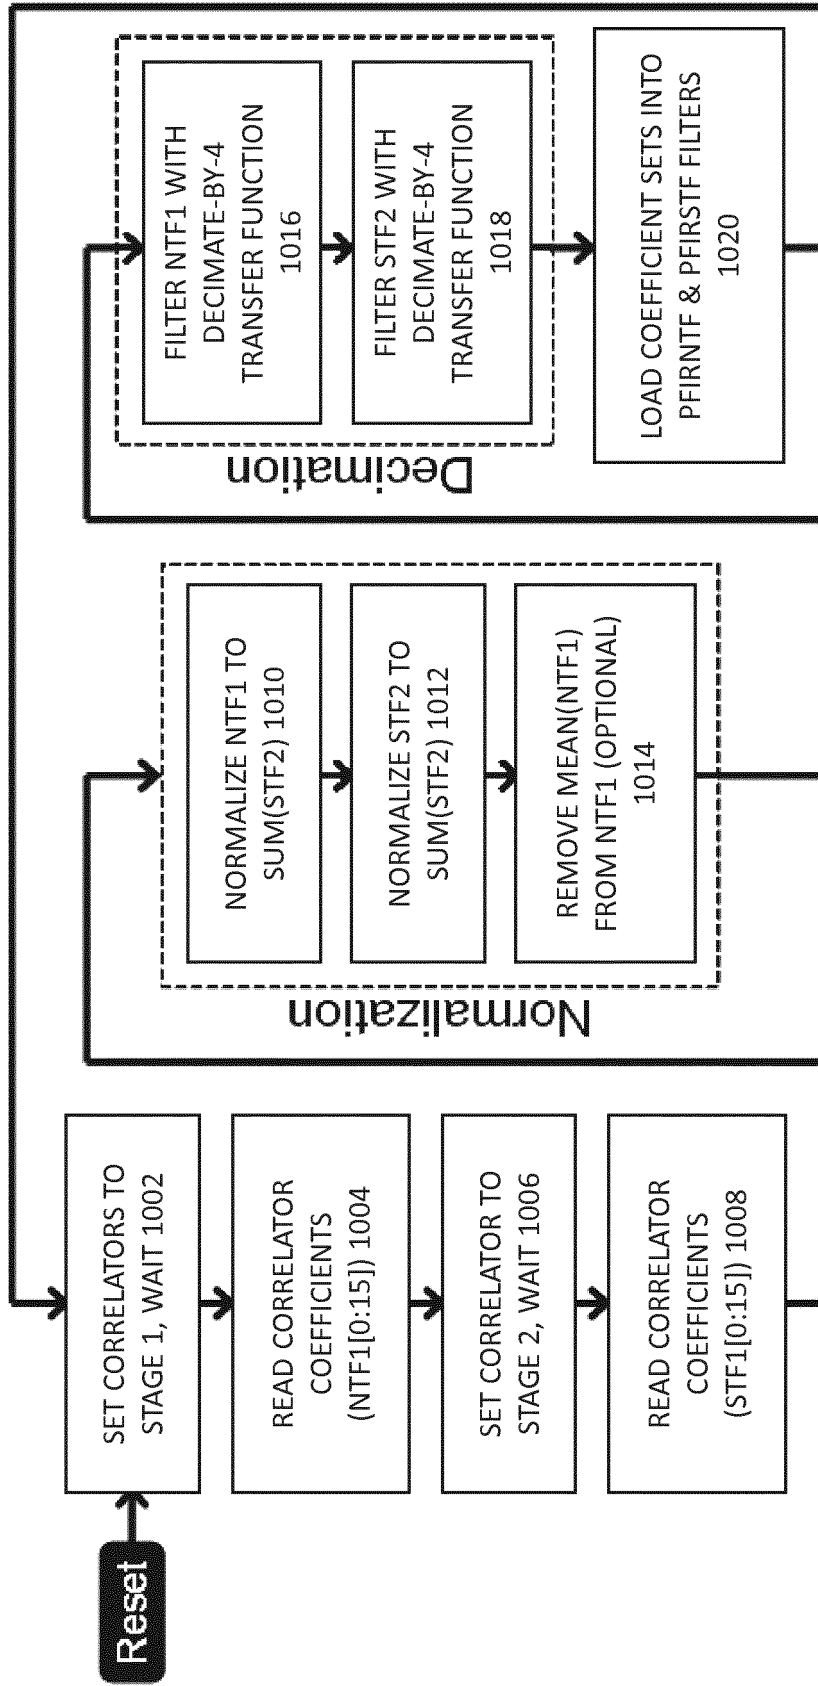 Reset
SET CORRELATORS TO
STAGE 1, WAIT 1002
READ CORRELATOR
COEFFICIENTS
(NTF1[0:15]) 1004
SET CORRELATOR TO
STAGE 2, WAIT 1006
READ CORRELATOR
COEFFICIENTS
(STF1[0:15]) 1008
Normalization
NORMALIZE NTF1 TO
SUM(STF2) 1010
NORMALIZE STF2 TO
SUM(STF2) 1012
REMOVE MEAN(NTF1)
FROM NTF1 (OPTIONAL)
1014
Decimation
FILTER NTF1 WITH
DECIMATE-BY-4
TRANSFER FUNCTION
1016
FILTER STF2 WITH
DECIMATE-BY-4
TRANSFER FUNCTION
1018
LOAD COEFFICIENT SETS INTO
PFIRNTF & PFIRSTF FILTERS
1020